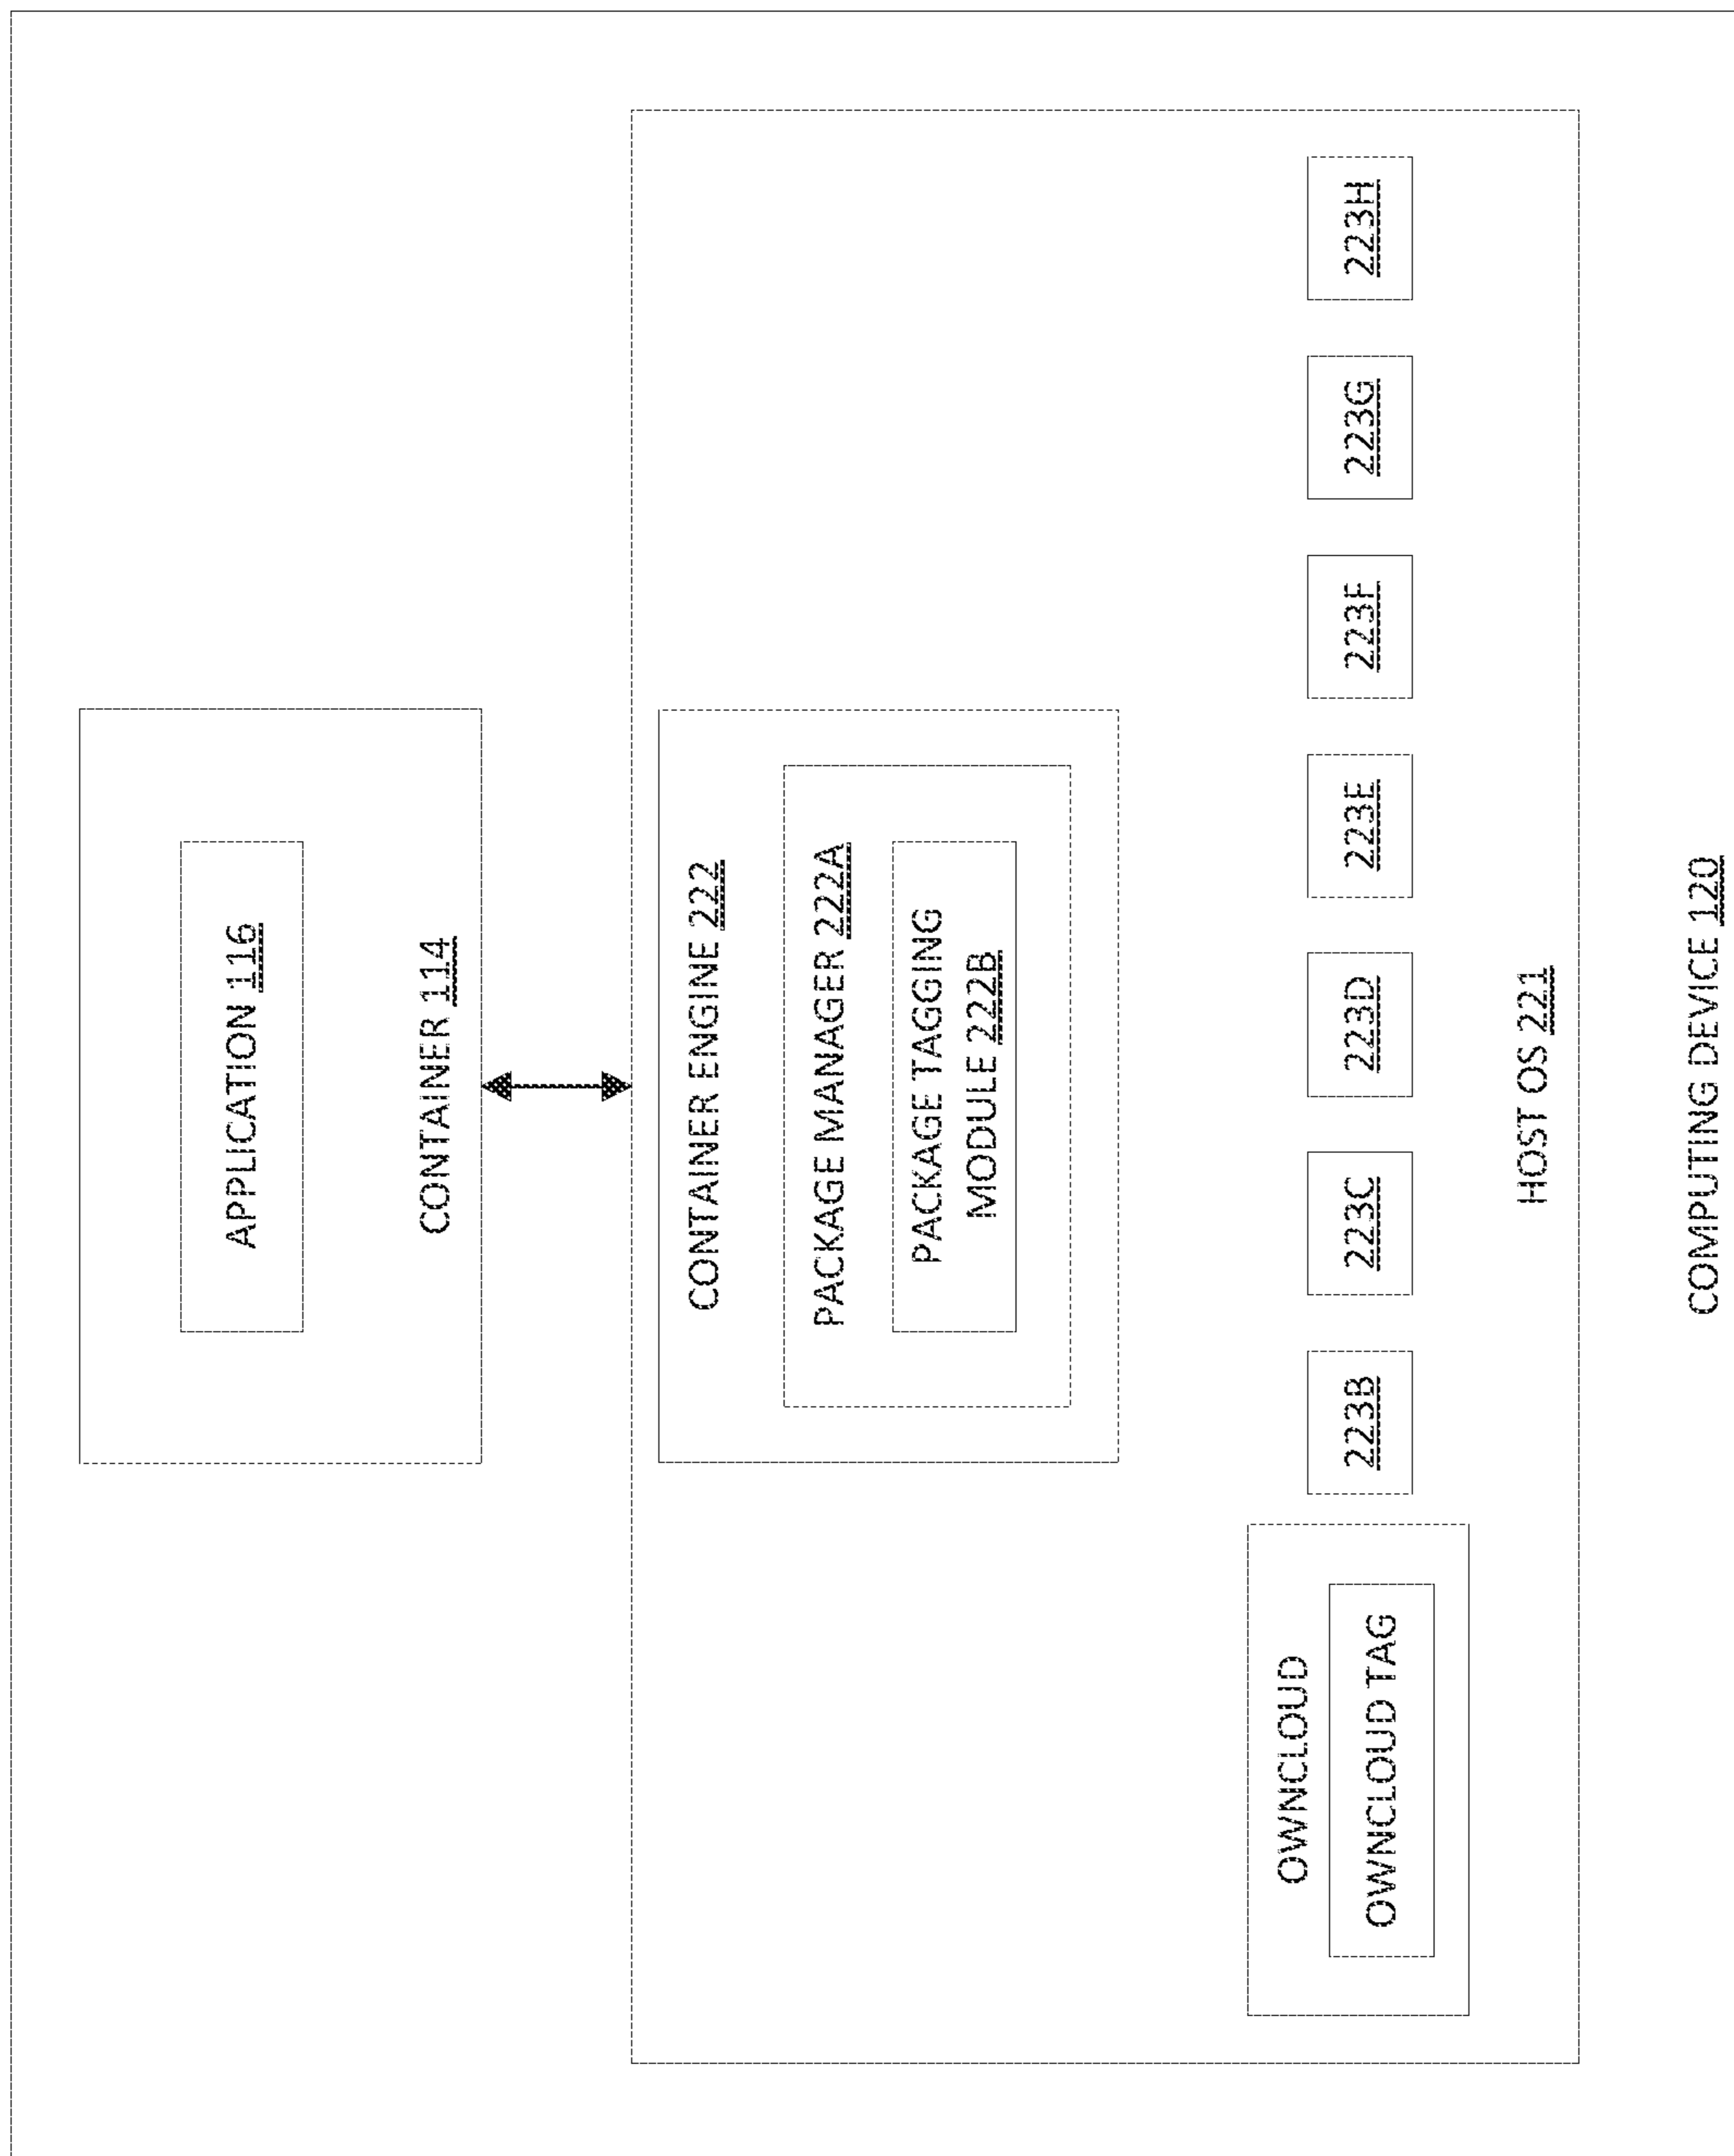 APPLICATION 116
CONTAINER 114
CONTAINER ENGINE 222
PACKAGE MANAGER 222A
PACKAGE TAGGING
MODULE 222B
OWNCLOUD
OWNCLOUD TAG
223B
223C
223D
223E
223F
223G
223H
HOST OS 221
COMPUTING DEVICE 120